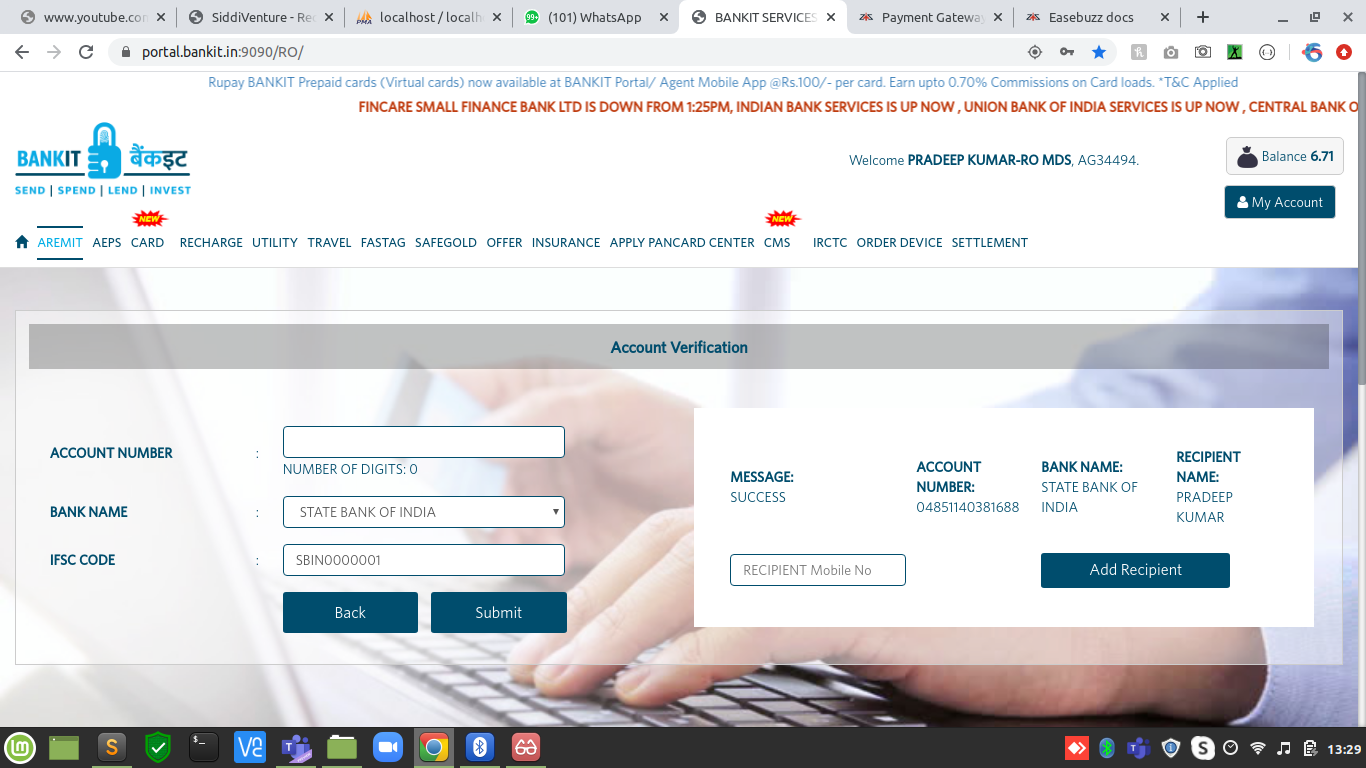 www.youtube.con
SiddiVenture - Rec
localhost / localh
(101) WhatsApp
BANKIT SERVICES
Payment Gateway
Easebuzz docs
portal.bankit.in:9090/RO/
Rupay BANKIT Prepaid cards (Virtual cards) now available at BANKIT Portal/ Agent Mobile App @Rs.100/- per card. Earn upto 0.70% Commissions on Card loads. *T&C Applied
FINCARE SMALL FINANCE BANK LTD IS DOWN FROM 1:25PM, INDIAN BANK SERVICES IS UP NOW , UNION BANK OF INDIA SERVICES IS UP NOW , CENTRAL BANK O
BANKIT बैंकइट
SEND | SPEND | LEND | INVEST
Welcome PRADEEP KUMAR-RO MDS, AG34494.
Balance 6.71
My Account
NEW NEW
AREMIT AEPS CARD RECHARGE UTILITY TRAVEL FASTAG SAFEGOLD OFFER INSURANCE APPLY PANCARD CENTER CMS IRCTC ORDER DEVICE SETTLEMENT
Account Verification
ACCOUNT NUMBER :
NUMBER OF DIGITS: 0
BANK NAME : STATE BANK OF INDIA
IFSC CODE : SBIN0000001
Back Submit
MESSAGE:
SUCCESS
ACCOUNT
NUMBER:
04851140381688
BANK NAME:
STATE BANK OF
INDIA
RECIPIENT
NAME:
PRADEEP
KUMAR
RECIPIENT Mobile No
Add Recipient
13:29